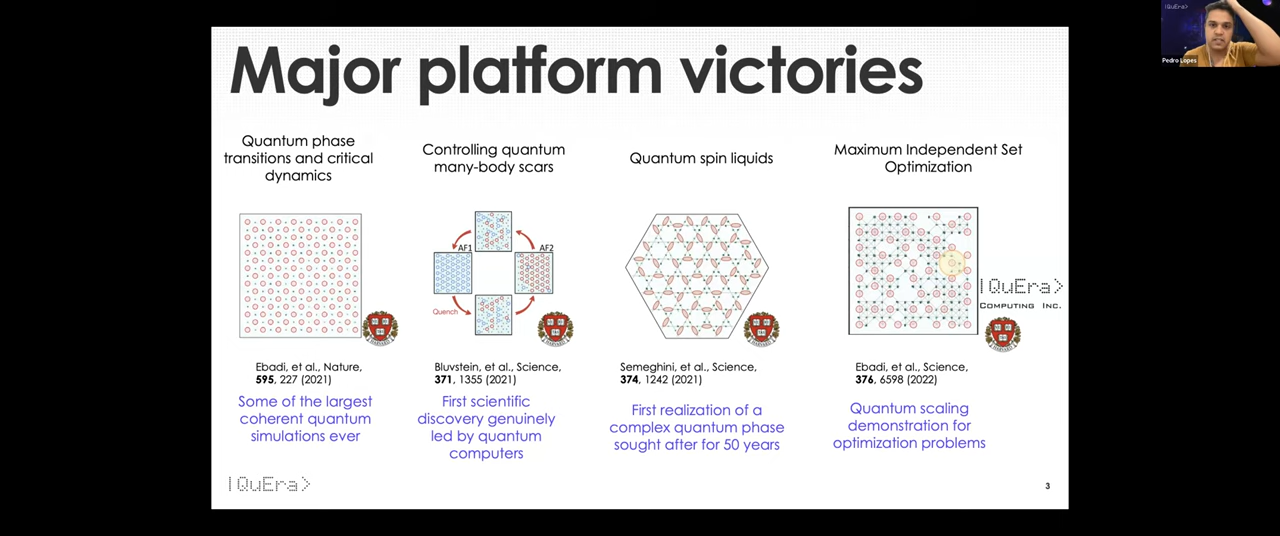 |QuEra>
Pedro Lopes
Major platform victories
Quantum phase
transitions and critical
dynamics
Controlling quantum
many-body scars
Quantum spin liquids
Maximum Independent Set
Optimization
AF1
AF2
Quench
|QuEra>
Computing Inc.
Ebadi, et al., Nature,
595, 227 (2021)
Some of the largest
coherent quantum
simulations ever
Bluvstein, et al., Science,
371, 1355 (2021)
First scientific
discovery genuinely
led by quantum
computers
Semeghini, et al., Science,
374, 1242 (2021)
First realization of a
complex quantum phase
sought after for 50 years
Ebadi, et al., Science,
376, 6598 (2022)
Quantum scaling
demonstration for
optimization problems
|QuEra>
3